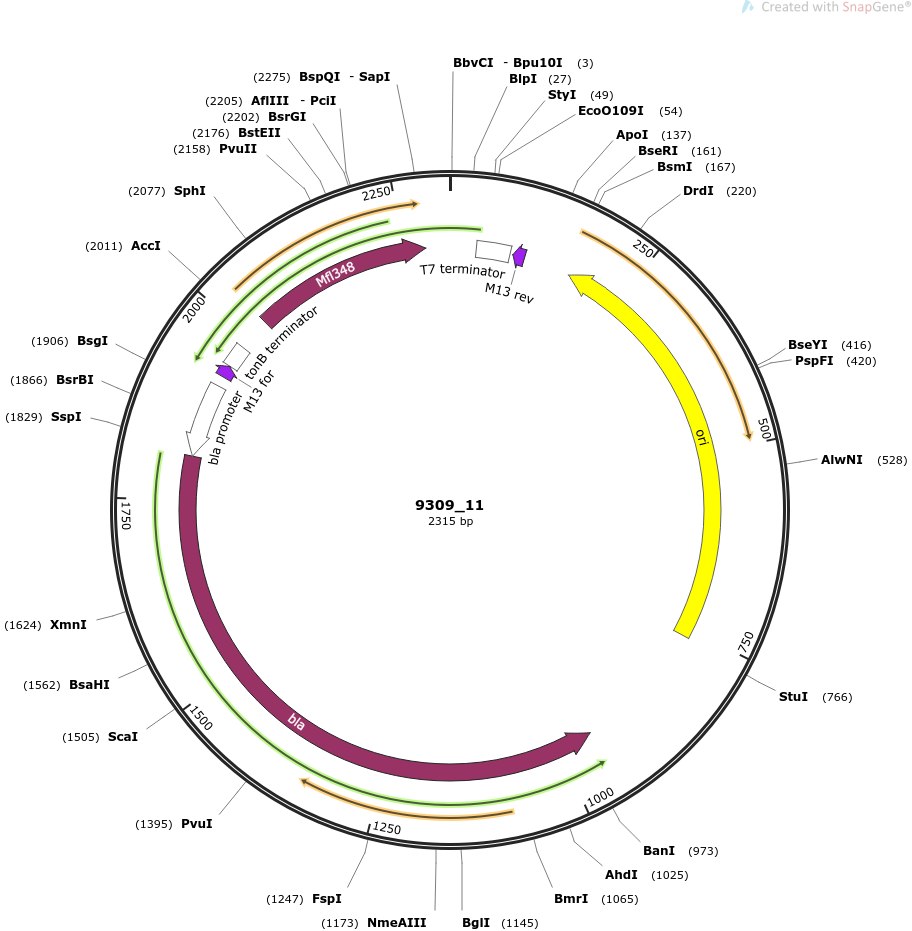 Created with SnapGene®
(2275) BspQI - SapI
BbvCI - Bpu10I (3)
BlpI (27)
(2205) AflIII - PciI
StyI (49)
(2202) BsrGI
EcoO109I (54)
(2176) BstEII
ApoI (137)
(2158) PvuII
BseRI (161)
BsmI (167)
(2077) SphI
DrdI (220)
(2011) AccI
(1906) BsgI
BseYI (416)
PspFI (420)
(1866) BsrBI
(1829) SspI
AlwNI (528)
2250
250
2000
500
1750
750
1500
1250
1000
Mfl348
T7 terminator
M13 rev
tonB terminator
M13 for
bla promoter
ori
9309_11
2315 bp
bla
(1624) XmnI
(1562) BsaHI
StuI (766)
(1505) ScaI
(1395) PvuI
BanI (973)
AhdI (1025)
(1247) FspI
BmrI (1065)
(1173) NmeAIII
BglI (1145)